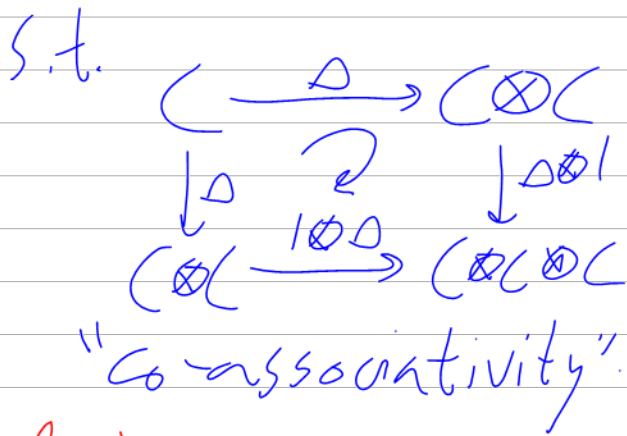 s.t.
C Δ→ C⊗C
↓Δ ↓Δ⊗1
C⊗C 1⊗Δ→ C⊗C⊗C
"co-associativity"